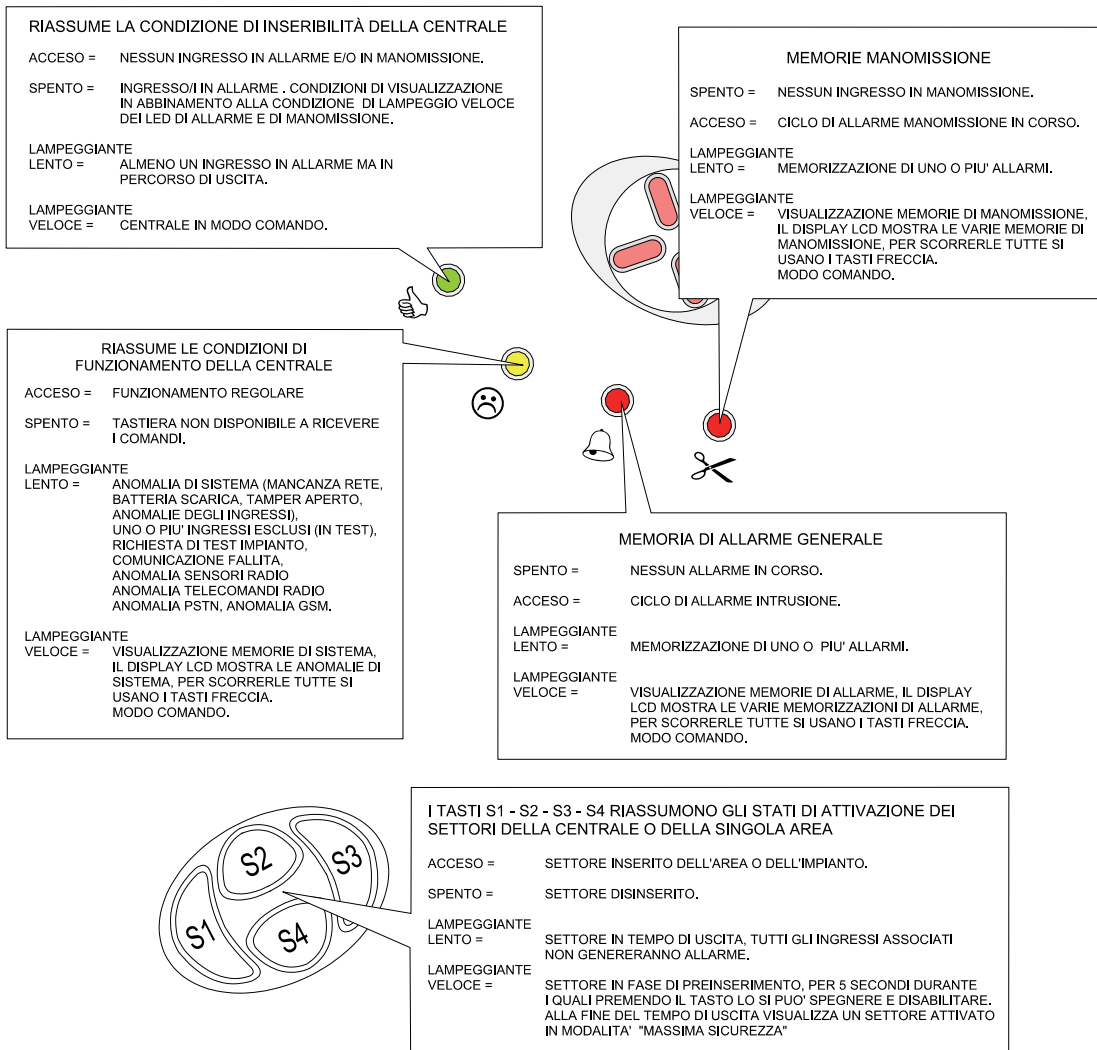 RIASSUME LA CONDIZIONE DI INSERIBILITÀ DELLA CENTRALE
ACCESO = NESSUN INGRESSO IN ALLARME E/O IN MANOMISSIONE.
SPENTO = INGRESSO/I IN ALLARME . CONDIZIONI DI VISUALIZZAZIONE
IN ABBINAMENTO ALLA CONDIZIONE DI LAMPEGGIO VELOCE
DEI LED DI ALLARME E DI MANOMISSIONE.
LAMPEGGIANTE
LENTO = ALMENO UN INGRESSO IN ALLARME MA IN
PERCORSO DI USCITA.
LAMPEGGIANTE
VELOCE = CENTRALE IN MODO COMANDO.
MEMORIE MANOMISSIONE
SPENTO = NESSUN INGRESSO IN MANOMISSIONE.
ACCESO = CICLO DI ALLARME MANOMISSIONE IN CORSO.
LAMPEGGIANTE
LENTO = MEMORIZZAZIONE DI UNO O PIU' ALLARMI.
LAMPEGGIANTE
VELOCE = VISUALIZZAZIONE MEMORIE DI MANOMISSIONE,
IL DISPLAY LCD MOSTRA LE VARIE MEMORIE DI
MANOMISSIONE, PER SCORRERLE TUTTE SI
USANO I TASTI FRECCIA.
MODO COMANDO.
RIASSUME LE CONDIZIONI DI
FUNZIONAMENTO DELLA CENTRALE
ACCESO = FUNZIONAMENTO REGOLARE
SPENTO = TASTIERA NON DISPONIBILE A RICEVERE
I COMANDI.
LAMPEGGIANTE
LENTO = ANOMALIA DI SISTEMA (MANCANZA RETE,
BATTERIA SCARICA, TAMPER APERTO,
ANOMALIE DEGLI INGRESSI),
UNO O PIU' INGRESSI ESCLUSI (IN TEST),
RICHIESTA DI TEST IMPIANTO,
COMUNICAZIONE FALLITA,
ANOMALIA SENSORI RADIO
ANOMALIA TELECOMANDI RADIO
ANOMALIA PSTN, ANOMALIA GSM.
LAMPEGGIANTE
VELOCE = VISUALIZZAZIONE MEMORIE DI SISTEMA,
IL DISPLAY LCD MOSTRA LE ANOMALIE DI
SISTEMA, PER SCORRERLE TUTTE SI
USANO I TASTI FRECCIA.
MODO COMANDO.
MEMORIA DI ALLARME GENERALE
SPENTO = NESSUN ALLARME IN CORSO.
ACCESO = CICLO DI ALLARME INTRUSIONE.
LAMPEGGIANTE
LENTO = MEMORIZZAZIONE DI UNO O PIU' ALLARMI.
LAMPEGGIANTE
VELOCE = VISUALIZZAZIONE MEMORIE DI ALLARME, IL DISPLAY
LCD MOSTRA LE VARIE MEMORIZZAZIONI DI ALLARME,
PER SCORRERLE TUTTE SI USANO I TASTI FRECCIA.
MODO COMANDO.
S1
S2
S3
S4
I TASTI S1 - S2 - S3 - S4 RIASSUMONO GLI STATI DI ATTIVAZIONE DEI
SETTORI DELLA CENTRALE O DELLA SINGOLA AREA
ACCESO = SETTORE INSERITO DELL'AREA O DELL'IMPIANTO.
SPENTO = SETTORE DISINSERITO.
LAMPEGGIANTE
LENTO = SETTORE IN TEMPO DI USCITA, TUTTI GLI INGRESSI ASSOCIATI
NON GENERERANNO ALLARME.
LAMPEGGIANTE
VELOCE = SETTORE IN FASE DI PREINSERIMENTO, PER 5 SECONDI DURANTE
I QUALI PREMENDO IL TASTO LO SI PUO' SPEGNERE E DISABILITARE.
ALLA FINE DEL TEMPO DI USCITA VISUALIZZA UN SETTORE ATTIVATO
IN MODALITA' "MASSIMA SICUREZZA"